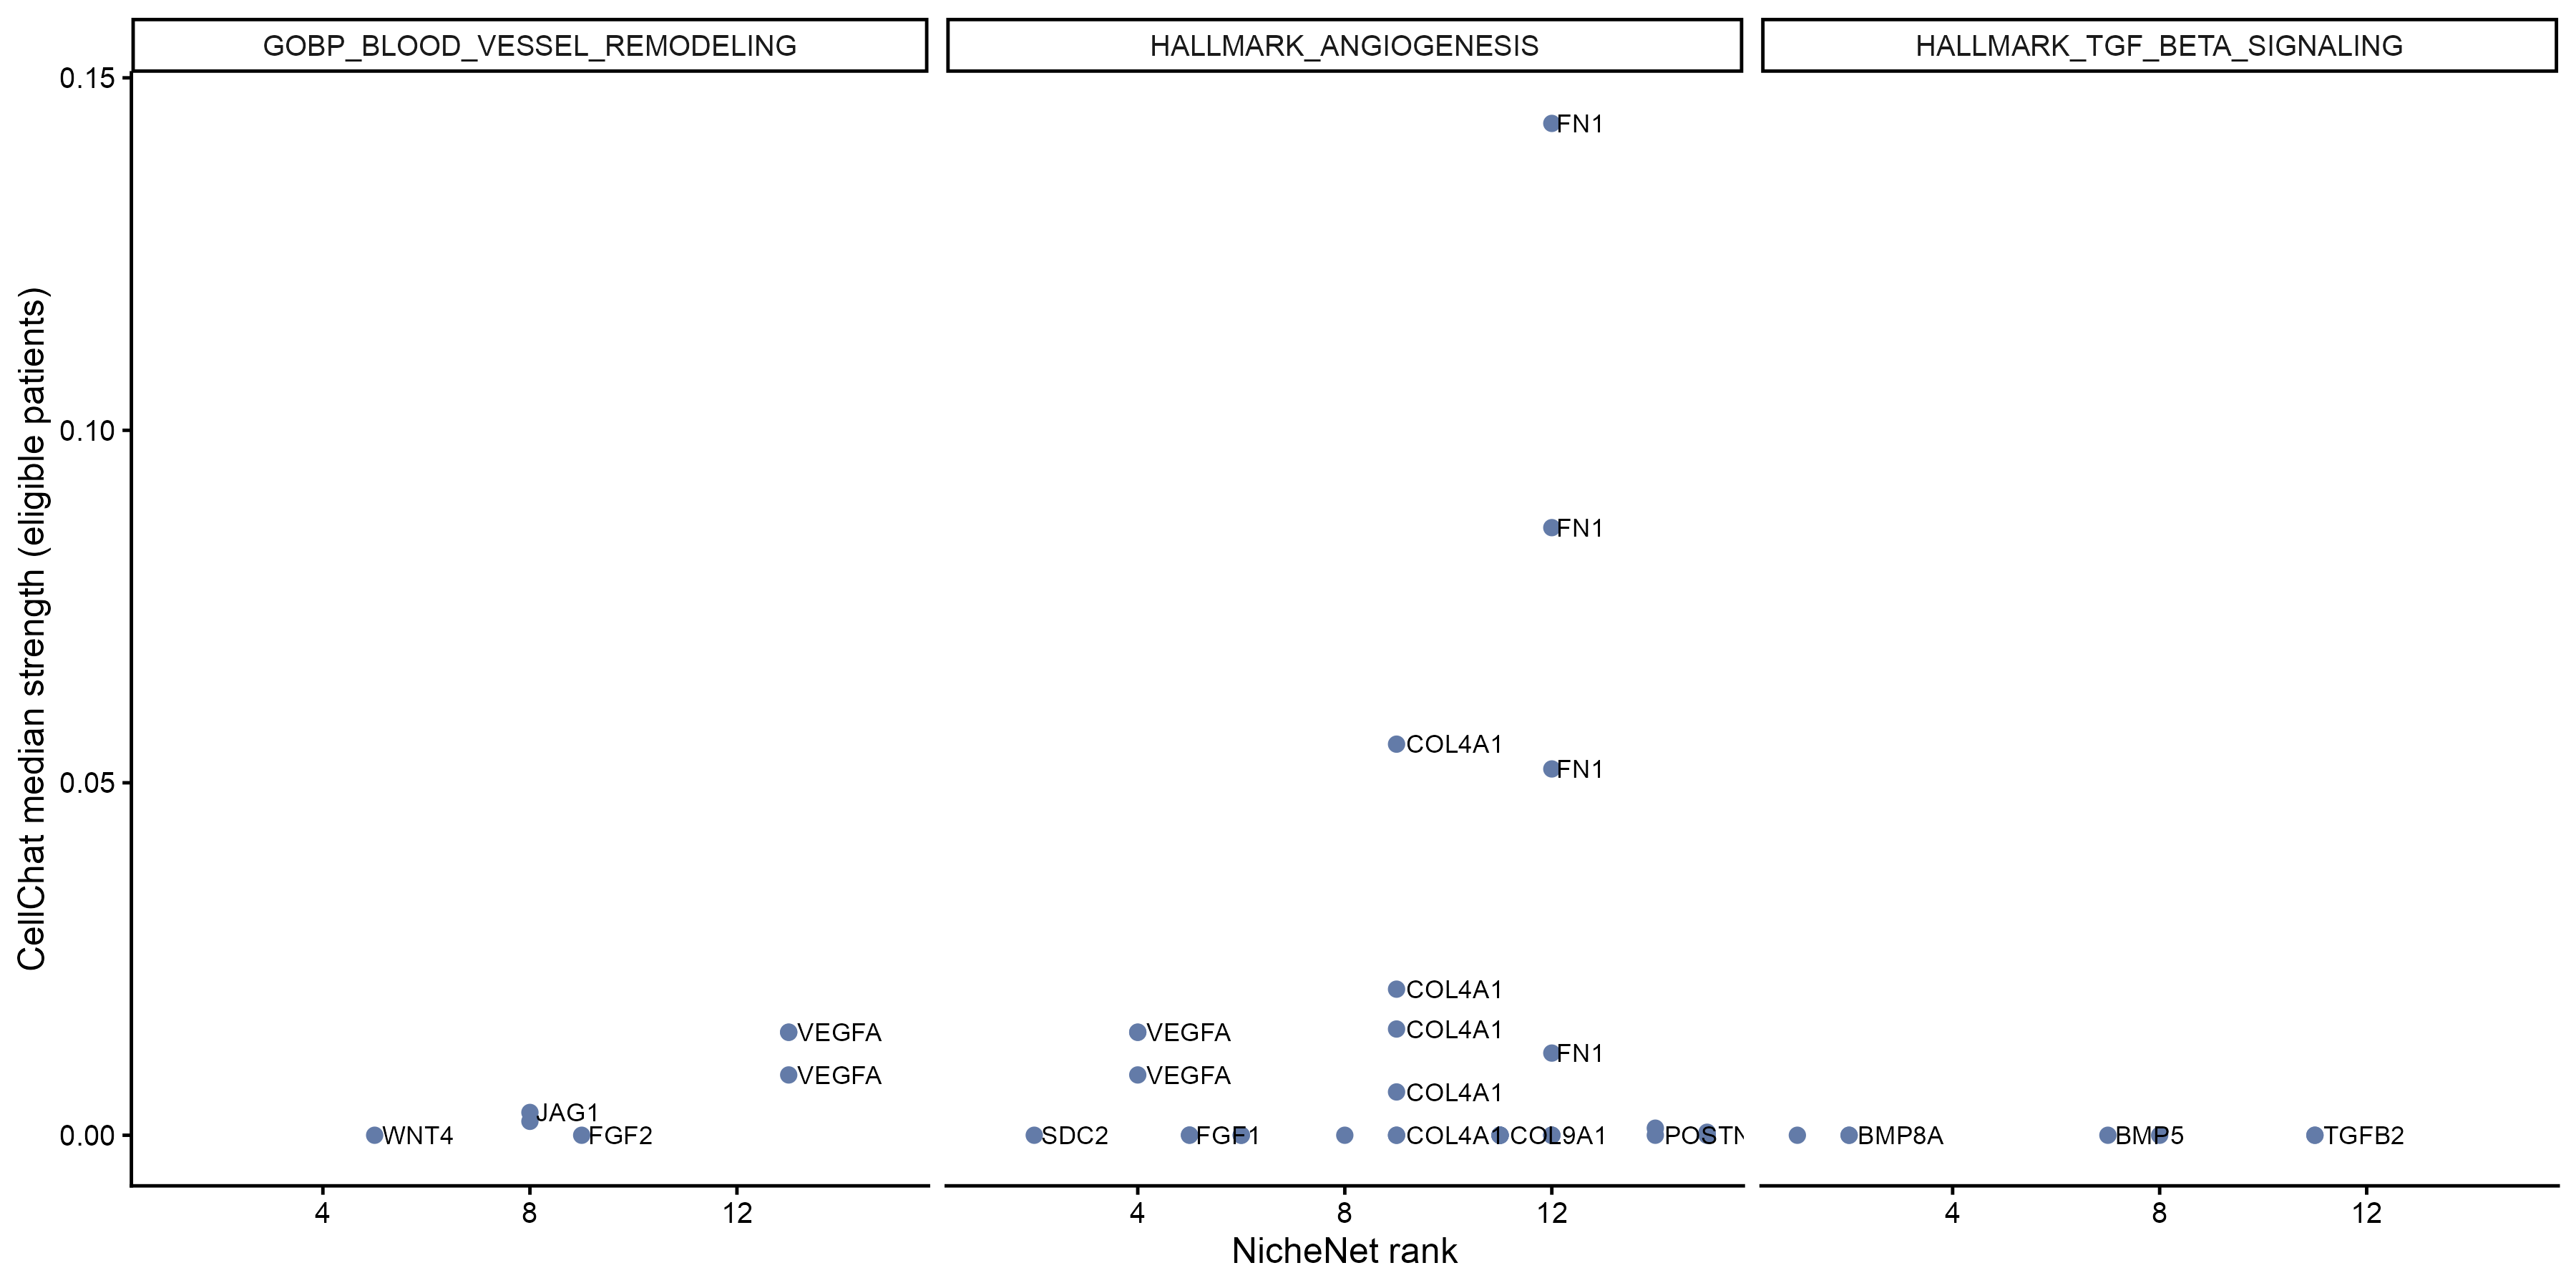 GOBP_BLOOD_VESSEL_REMODELING
HALLMARK_ANGIOGENESIS
HALLMARK_TGF_BETA_SIGNALING
CellChat median strength (eligible patients)
0.15
0.10
0.05
0.00
FN1
FN1
COL4A1
FN1
COL4A1
VEGFA
VEGFA
COL4A1
FN1
VEGFA
VEGFA
COL4A1
JAG1
WNT4
FGF2
SDC2
FGF1
COL4A1
COL9A1
POSTN
BMP8A
BMP5
TGFB2
4 8 12
4 8 12
4 8 12
NicheNet rank